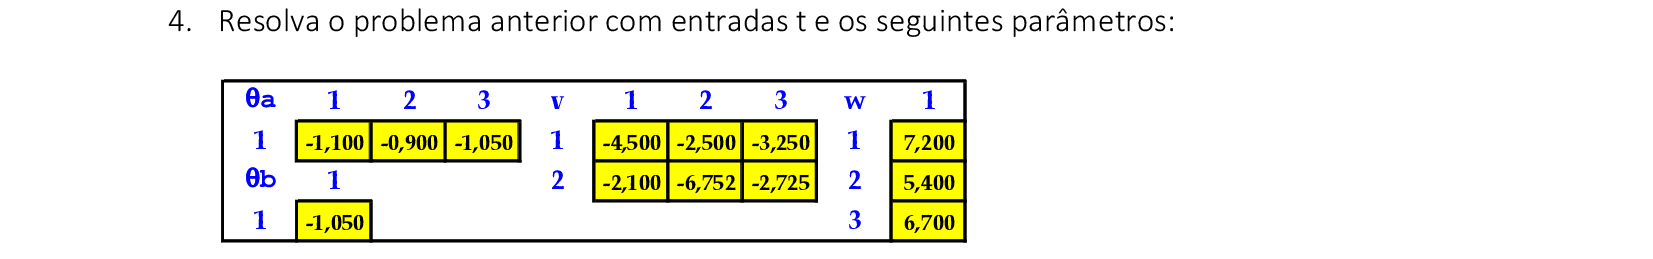 4. Resolva o problema anterior com entradas t e os seguintes parâmetros:
θa 1 2 3 v 1 2 3 w 1
1 -1,100 -0,900 -1,050 1 -4,500 -2,500 -3,250 1 7,200
θb 1 2 -2,100 -6,752 -2,725 2 5,400
1 -1,050 3 6,700